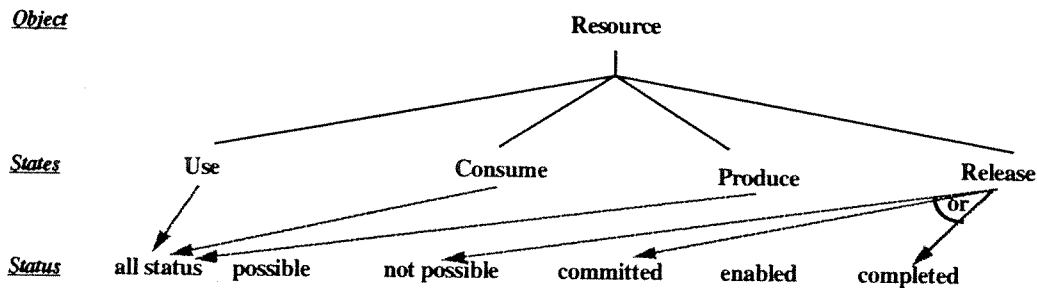 Object
Resource
States Use Consume Produce Release
or
Status all status possible not possible committed enabled completed